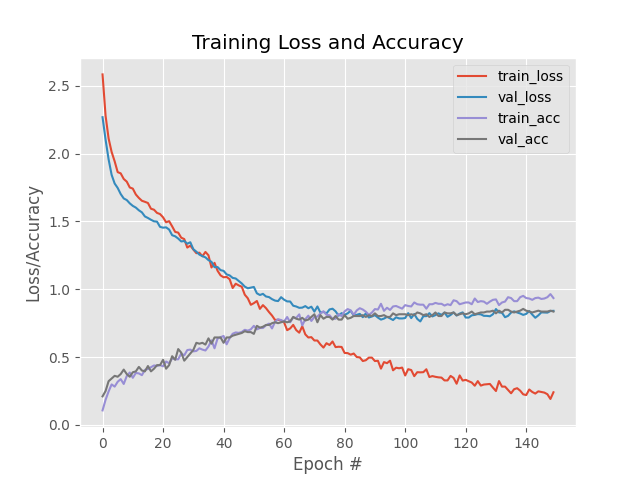 Training Loss and Accuracy
train_loss
val_loss
train_acc
val_acc
2.5
2.0
1.5
1.0
0.5
0.0
Loss/Accuracy
0 20 40 60 80 100 120 140
Epoch #